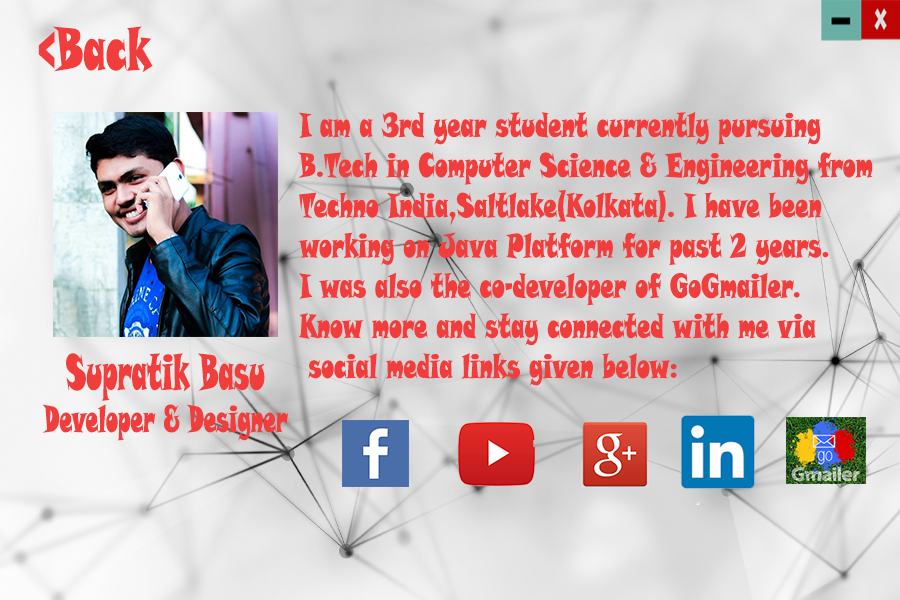 <Back
X
I am a 3rd year student currently pursuing
B.Tech in Computer Science & Engineering from
Techno India,Saltlake(Kolkata). I have been
working on Java Platform for past 2 years.
I was also the co-developer of GoGmailer.
Know more and stay connected with me via
social media links given below:
Supratik Basu
Developer & Designer
f
g+
in
go
Gmailer